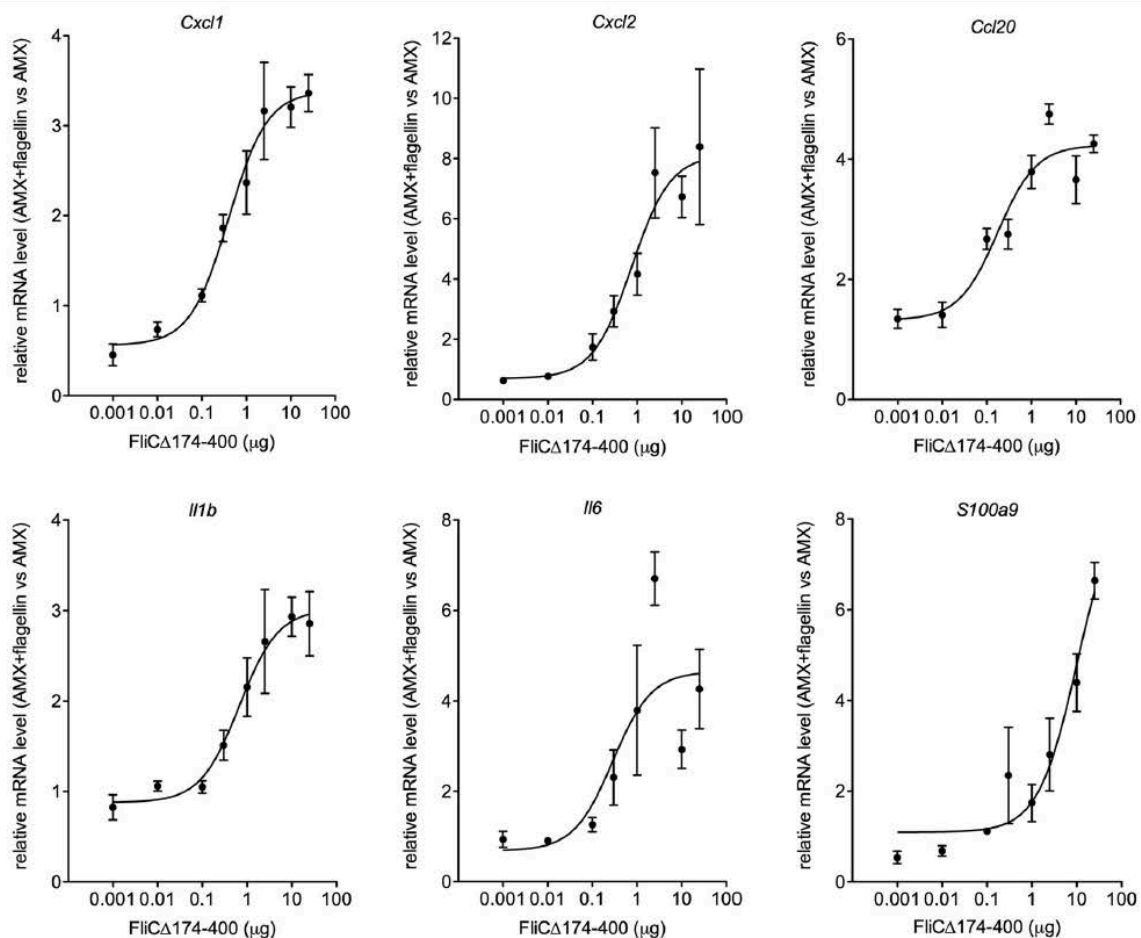 Cxcl1
relative mRNA level (AMX+flagellin vs AMX)
4
3
2
1
0
0.001 0.01 0.1 1 10 100
FliCΔ174-400 (μg)
Cxcl2
relative mRNA level (AMX+flagellin vs AMX)
12
10
8
6
4
2
0
0.001 0.01 0.1 1 10 100
FliCΔ174-400 (μg)
Ccl20
relative mRNA level (AMX+flagellin vs AMX)
6
4
2
0
0.001 0.01 0.1 1 10 100
FliCΔ174-400 (μg)
Il1b
relative mRNA level (AMX+flagellin vs AMX)
4
3
2
1
0
0.001 0.01 0.1 1 10 100
FliCΔ174-400 (μg)
Il6
relative mRNA level (AMX+flagellin vs AMX)
8
6
4
2
0
0.001 0.01 0.1 1 10 100
FliCΔ174-400 (μg)
S100a9
relative mRNA level (AMX+flagellin vs AMX)
8
6
4
2
0
0.001 0.01 0.1 1 10 100
FliCΔ174-400 (μg)